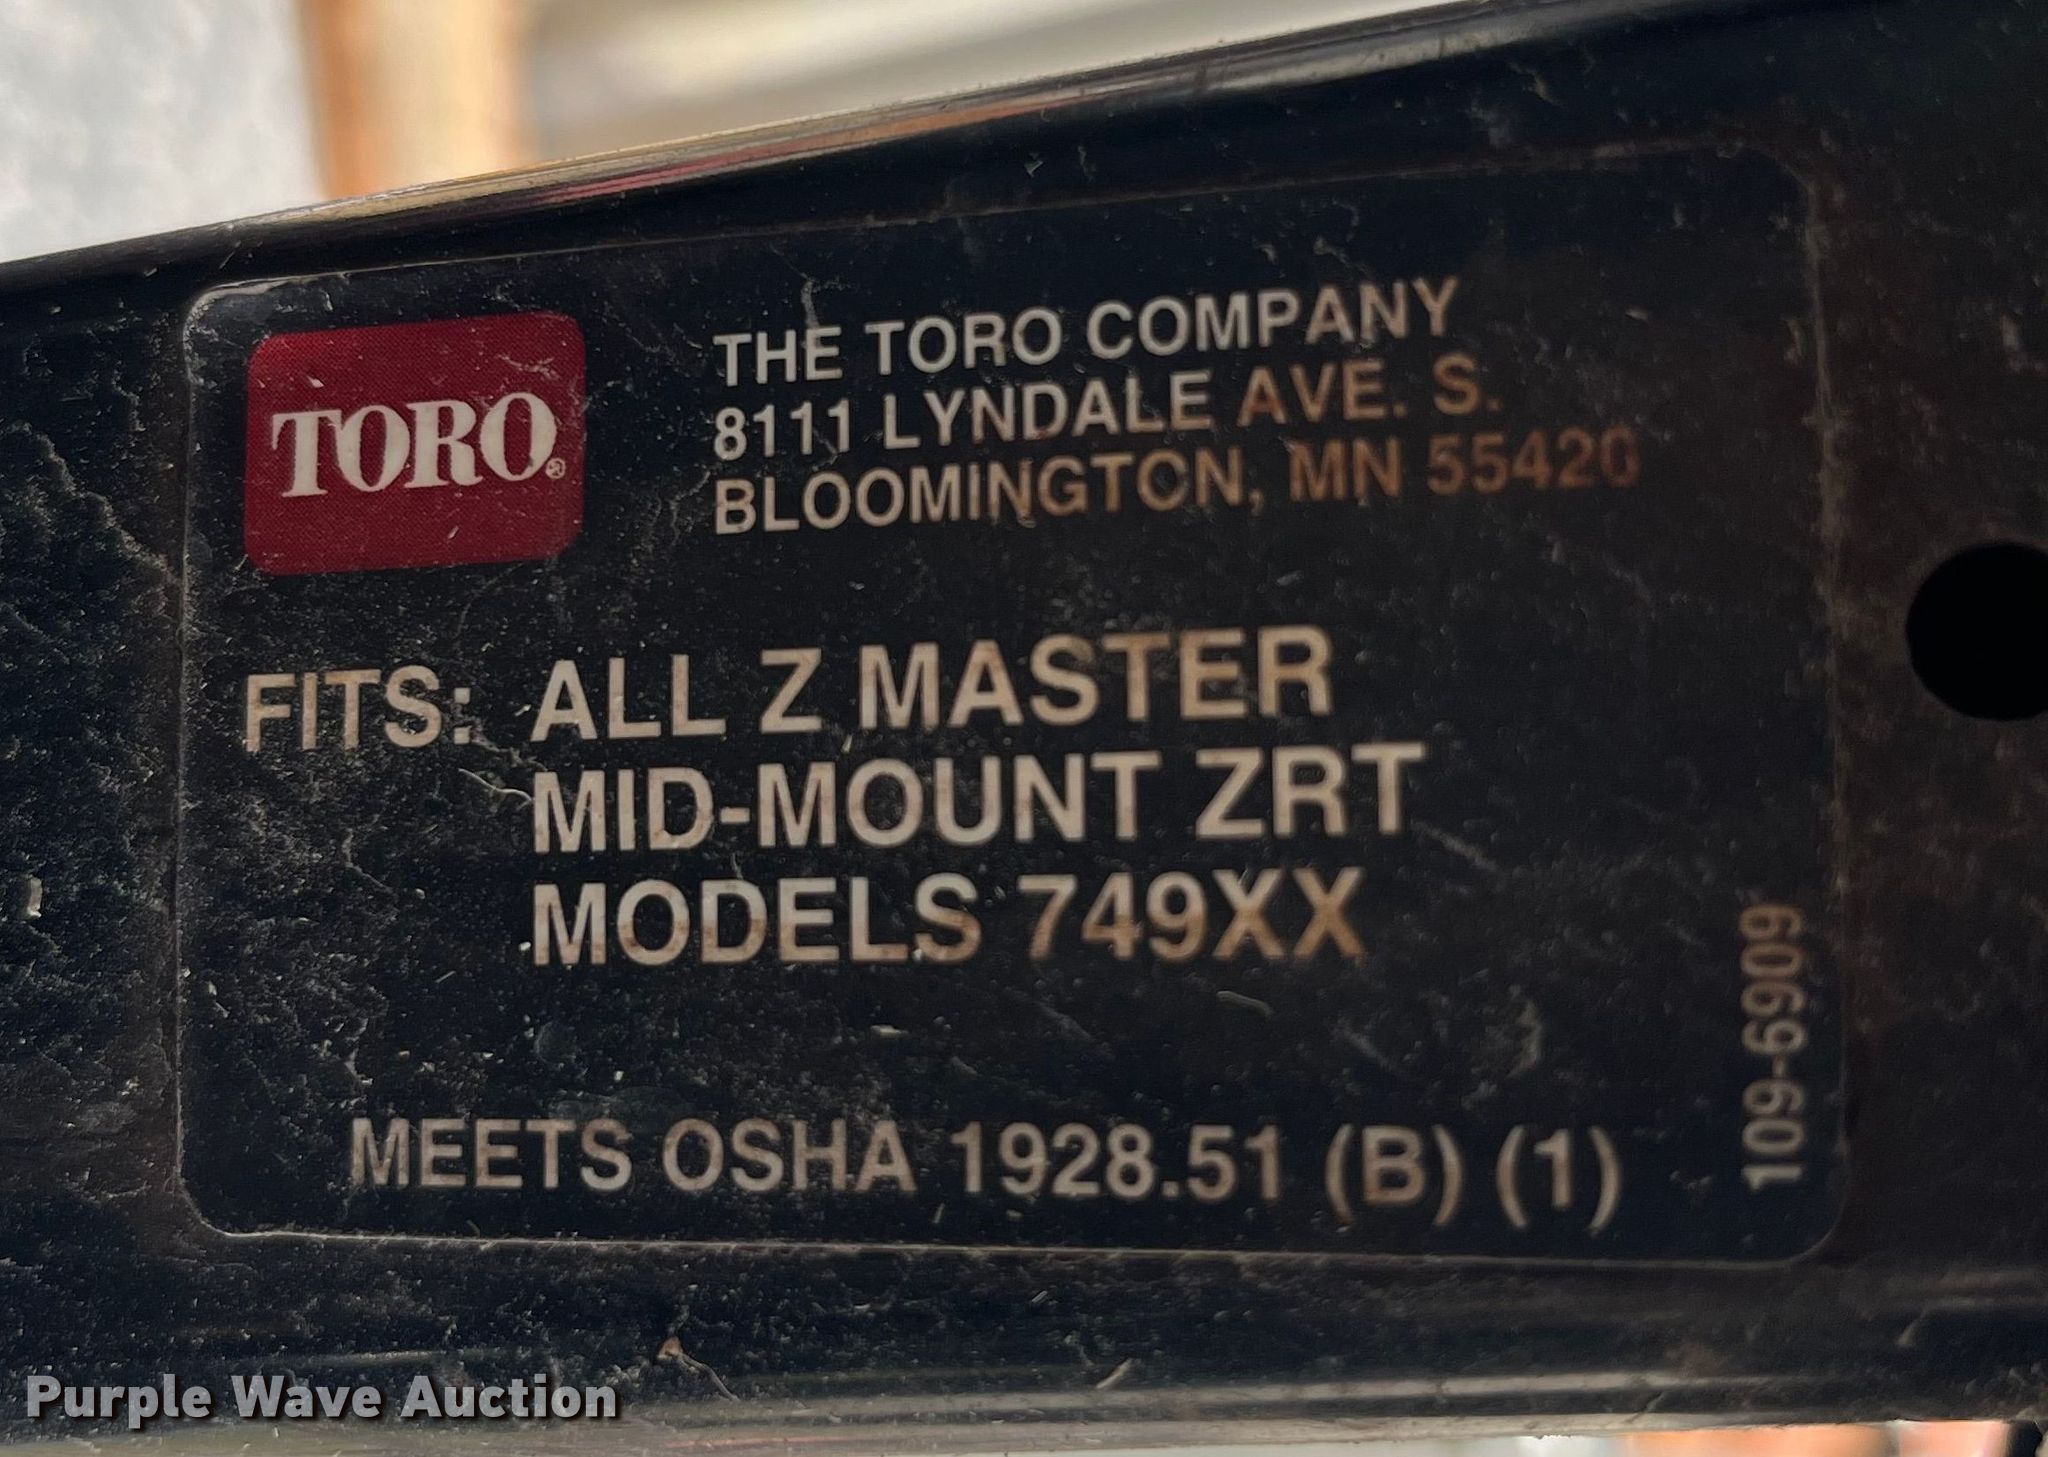 TORO®
THE TORO COMPANY
8111 LYNDALE AVE. S.
BLOOMINGTON, MN 55420
FITS: ALL Z MASTER
MID-MOUNT ZRT
MODELS 749XX
109-6909
MEETS OSHA 1928.51 (B) (1)
Purple Wave Auction